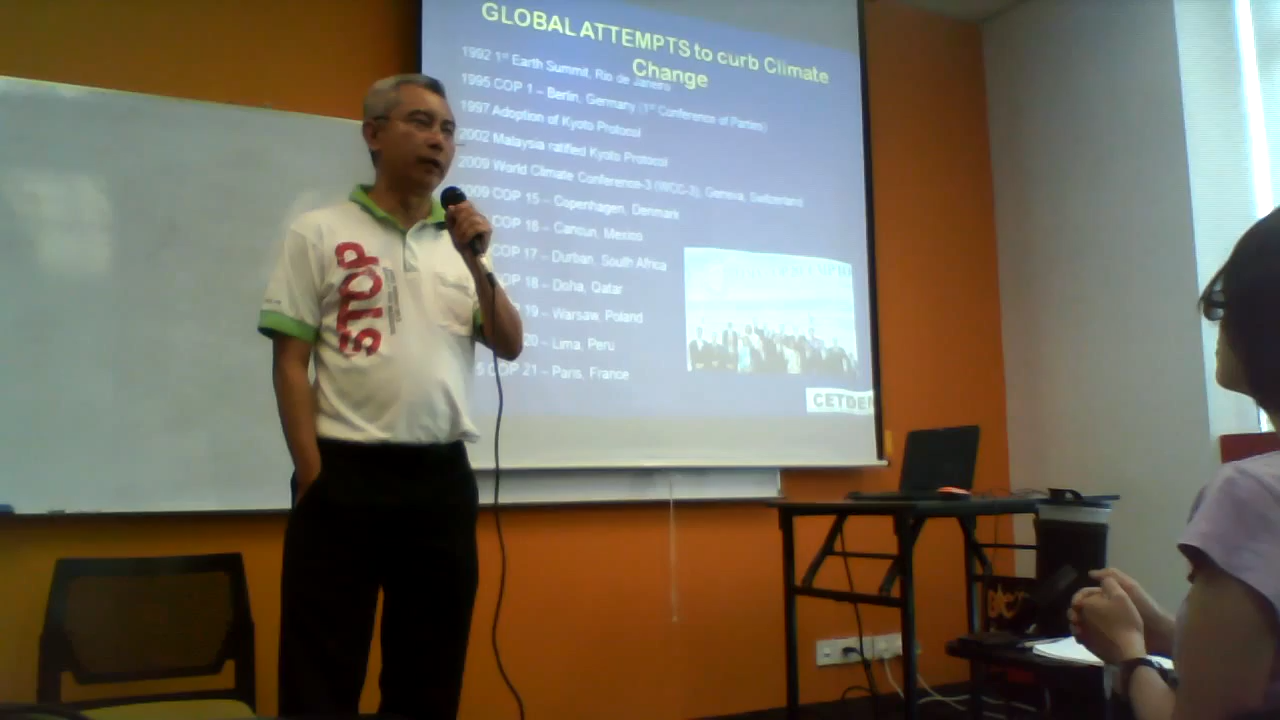 GLOBAL ATTEMPTS to curb Climate
Change
1992 1st Earth Summit, Rio de Janeiro
1995 COP 1 – Berlin, Germany (1st Conference of Parties)
1997 Adoption of Kyoto Protocol
2002 Malaysia ratified Kyoto Protocol
2009 World Climate Conference-3 (WCC-3), Geneva, Switzerland
2009 COP 15 – Copenhagen, Denmark
COP 16 – Cancun, Mexico
COP 17 – Durban, South Africa
OP 18 – Doha, Qatar
P 19 – Warsaw, Poland
20 – Lima, Peru
5 COP 21 – Paris, France
CETDEM
STOP